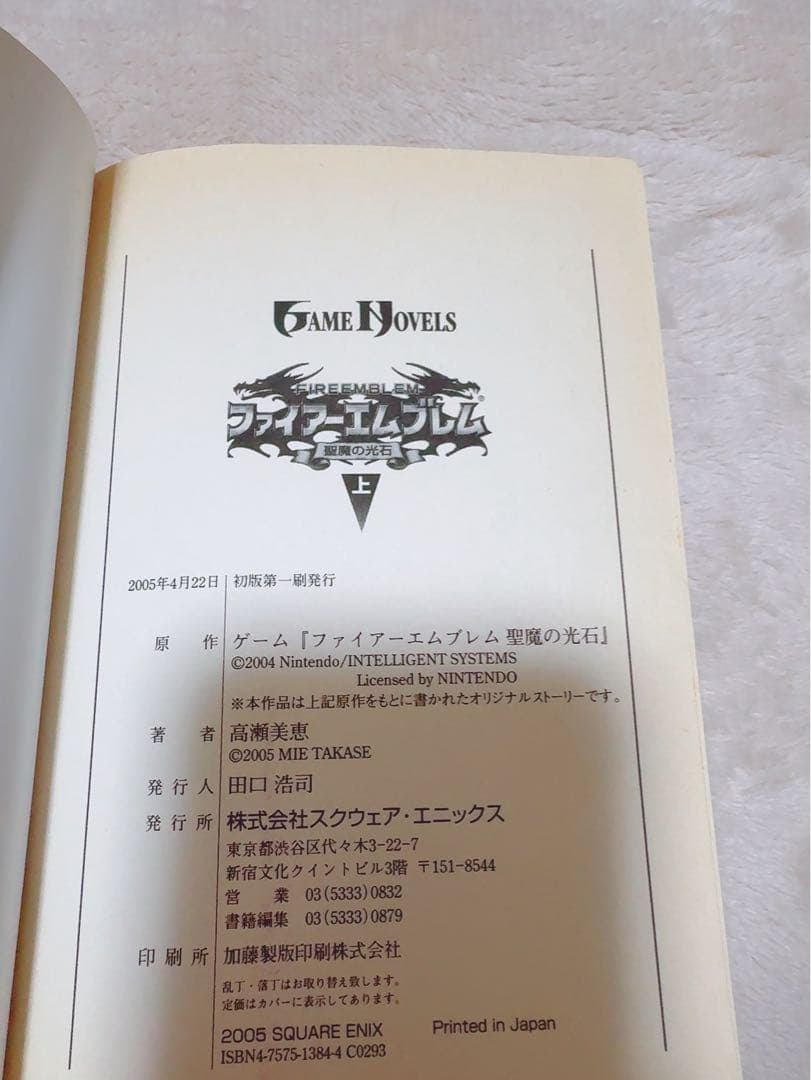 GAME NOVELS
FIRE EMBLEM
ファイアーエムブレム®
聖魔の光石
上
2005年4月22日 初版第一刷発行
原作 ゲーム『ファイアーエムブレム 聖魔の光石』
©2004 Nintendo/INTELLIGENT SYSTEMS
Licensed by NINTENDO
※本作品は上記原作をもとに書かれたオリジナルストーリーです。
著者 高瀬美恵
©2005 MIE TAKASE
発行人 田口浩司
発行所 株式会社スクウェア・エニックス
東京都渋谷区代々木3-22-7
新宿文化クイントビル3階 〒151-8544
営業 03(5333)0832
書籍編集 03(5333)0879
印刷所 加藤製版印刷株式会社
乱丁・落丁はお取り替え致します。
定価はカバーに表示してあります。
2005 SQUARE ENIX Printed in Japan
ISBN4-7575-1384-4 C0293